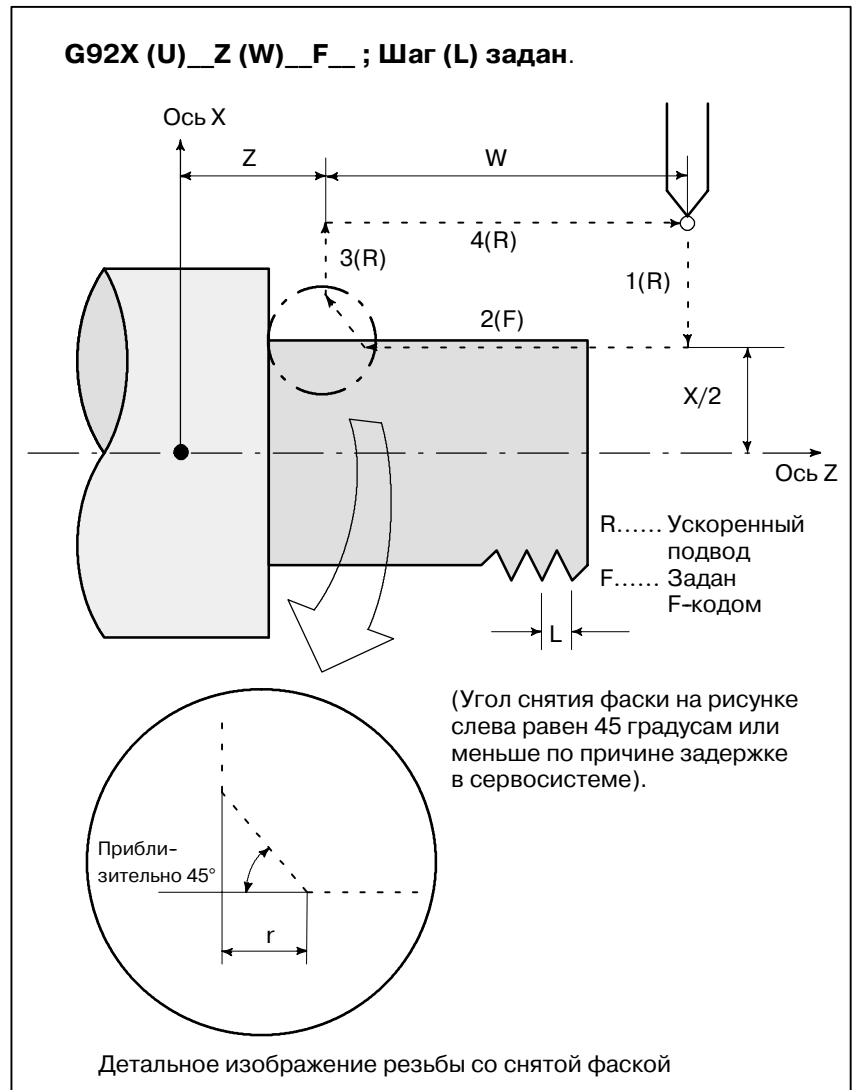 G92X (U)__Z (W)__F__ ; Шаг (L) задан.
Ось X
Z
W
4(R)
3(R)
1(R)
2(F)
X/2
Ось Z
R...... Ускоренный
подвод
F...... Задан
F-кодом
L
(Угол снятия фаски на рисунке
слева равен 45 градусам или
меньше по причине задержке
в сервосистеме).
Прибли-
зительно 45°
r
Детальное изображение резьбы со снятой фаской